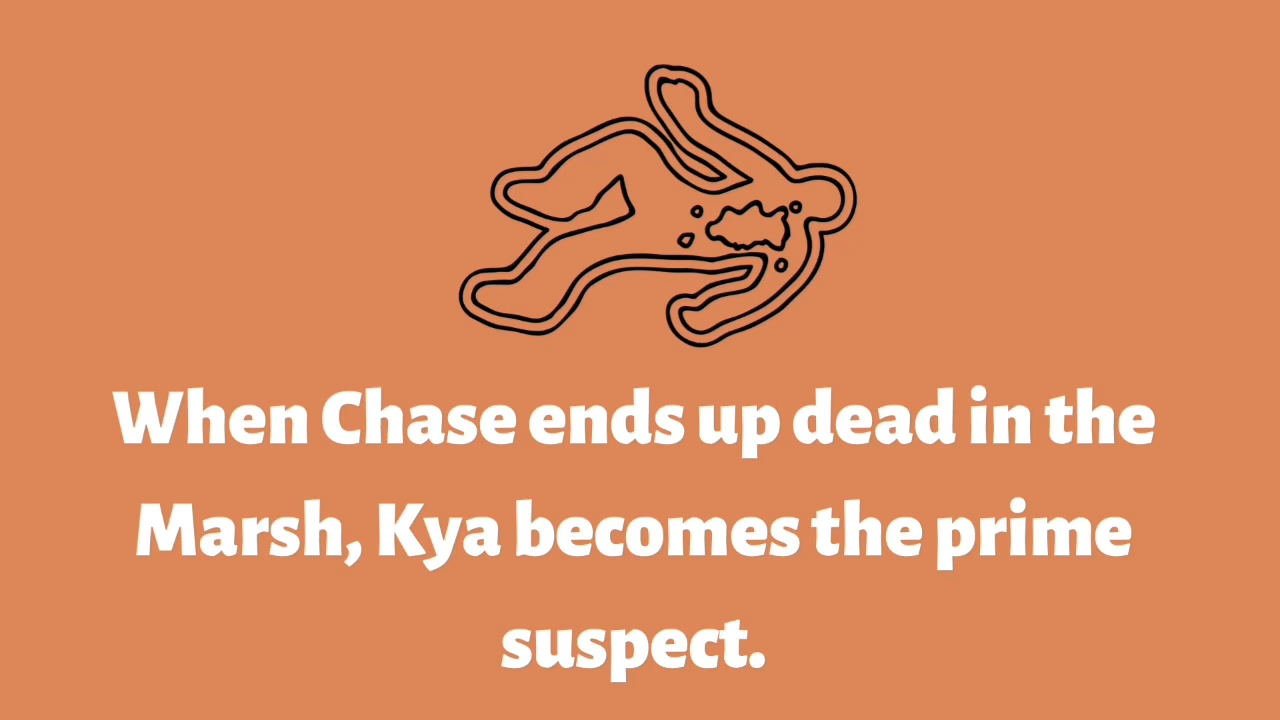 When Chase ends up dead in the
Marsh, Kya becomes the prime
suspect.